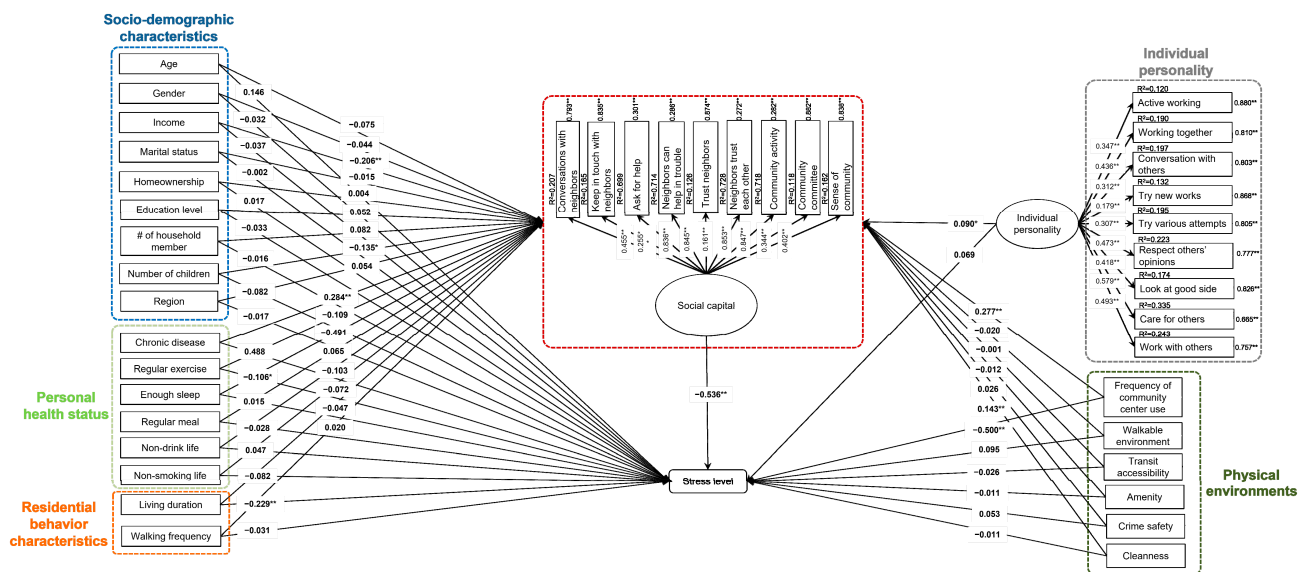 Socio-demographic
characteristics
Age
Gender
Income
Marital status
Homeownership
Education level
# of household
member
Number of children
Region
Personal
health status
Chronic disease
Regular exercise
Enough sleep
Regular meal
Non-drink life
Non-smoking life
Residential
behavior
characteristics
Living duration
Walking frequency
0.146
−0.032
−0.037
−0.002
0.017
−0.033
−0.016
−0.082
−0.017
0.488
−0.106*
0.015
−0.028
0.047
−0.082
−0.229**
−0.031
−0.075
−0.044
−0.206**
−0.015
0.004
0.052
0.082
−0.135*
0.054
0.284**
−0.109
−0.491
0.065
−0.103
−0.072
−0.047
0.020
0.793**
0.835**
0.301**
0.286**
0.874**
0.272**
0.282**
0.882**
0.838**
Conversations with
neighbors
Keep in touch with
neighbors
Ask for help
Neighbors can
help in trouble
Trust neighbors
Neighbors trust
each other
Community activity
Community
committee
Sense of
community
R²=0.207
R²=0.165
R²=0.699
R²=0.714
R²=0.126
R²=0.728
R²=0.718
R²=0.118
R²=0.162
0.455**
0.255*
0.836**
0.845**
0.161**
0.853**
0.847**
0.344**
0.402**
Social capital
−0.536**
Stress level
0.090*
0.069
Individual
personality
Individual
personality
R²=0.120
Active working
0.880**
R²=0.190
Working together
0.810**
R²=0.197
Conversation with
others
0.803**
R²=0.132
Try new works
0.868**
R²=0.195
Try various attempts
0.805**
R²=0.223
Respect others'
opinions
0.777**
R²=0.174
Look at good side
0.826**
R²=0.335
Care for others
0.665**
R²=0.243
Work with others
0.757**
0.347**
0.436**
0.312**
0.179**
0.307**
0.473**
0.418**
0.579**
0.493**
0.277**
−0.020
−0.001
−0.012
0.026
0.143**
−0.500**
0.095
−0.026
−0.011
0.053
−0.011
Frequency of
community
center use
Walkable
environment
Transit
accessibility
Amenity
Crime safety
Cleanness
Physical
environments